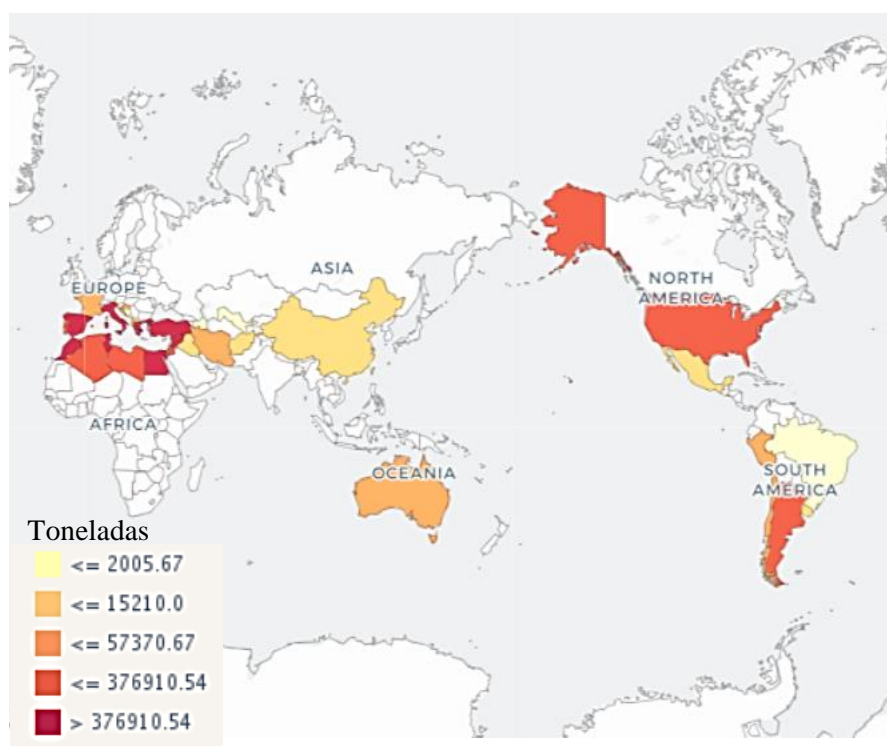 ASIA
EUROPE
NORTH
AMERICA
AFRICA
OCEANIA
SOUTH
AMERICA
Toneladas
<= 2005.67
<= 15210.0
<= 57370.67
<= 376910.54
> 376910.54